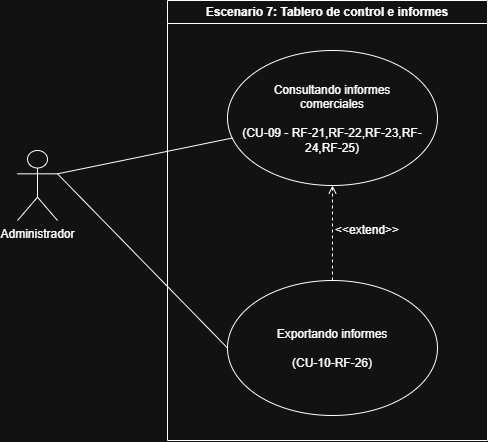 Escenario 7: Tablero de control e informes
Consultando informes
comerciales
(CU-09 - RF-21,RF-22,RF-23,RF-
24,RF-25)
Administrador
<<extend>>
Exportando informes
(CU-10-RF-26)